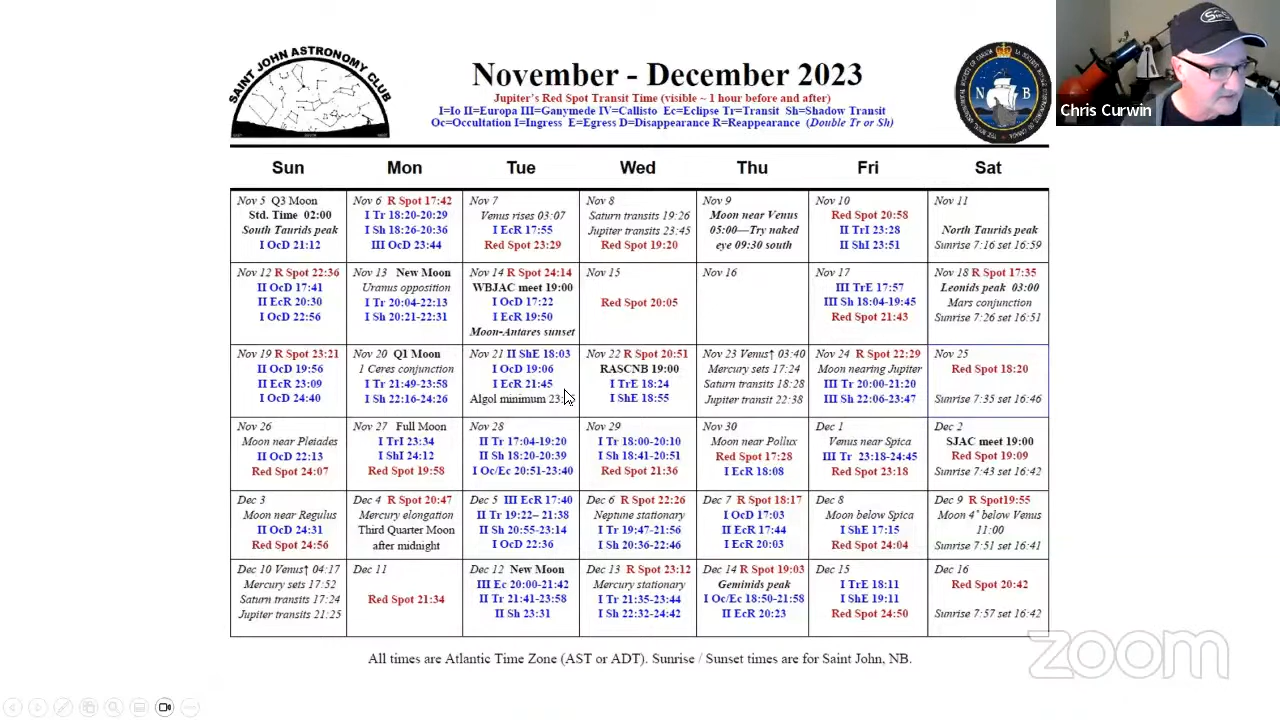 SAINT JOHN ASTRONOMY CLUB
November - December 2023
Jupiter's Red Spot Transit Time (visible ~ 1 hour before and after)
I=Io II=Europa III=Ganymede IV=Callisto Ec=Eclipse Tr=Transit Sh=Shadow Transit
Oc=Occultation I=Ingress E=Egress D=Disappearance R=Reappearance (Double Tr or Sh)
N B
Chris Curwin
Sun Mon Tue Wed Thu Fri Sat
Nov 5 Q3 Moon
Std. Time 02:00
South Taurids peak
I OcD 21:12
Nov 6 R Spot 17:42
I Tr 18:20-20:29
I Sh 18:26-20:36
III OcD 23:44
Nov 7
Venus rises 03:07
I EcR 17:55
Red Spot 23:29
Nov 8
Saturn transits 19:26
Jupiter transits 23:45
Red Spot 19:20
Nov 9
Moon near Venus
05:00—Try naked
eye 09:30 south
Nov 10
Red Spot 20:58
II TrI 23:28
II ShI 23:51
Nov 11
North Taurids peak
Sunrise 7:16 set 16:59
Nov 12 R Spot 22:36
II OcD 17:41
II EcR 20:30
I OcD 22:56
Nov 13 New Moon
Uranus opposition
I Tr 20:04-22:13
I Sh 20:21-22:31
Nov 14 R Spot 24:14
WBJAC meet 19:00
I OcD 17:22
I EcR 19:50
Moon-Antares sunset
Nov 15
Red Spot 20:05
Nov 16
Nov 17
III TrE 17:57
III Sh 18:04-19:45
Red Spot 21:43
Nov 18 R Spot 17:35
Leonids peak 03:00
Mars conjunction
Sunrise 7:26 set 16:51
Nov 19 R Spot 23:21
II OcD 19:56
II EcR 23:09
I OcD 24:40
Nov 20 Q1 Moon
1 Ceres conjunction
I Tr 21:49-23:58
I Sh 22:16-24:26
Nov 21 II ShE 18:03
I OcD 19:06
I EcR 21:45
Algol minimum
Nov 22 R Spot 20:51
RASCNB 19:00
I TrE 18:24
I ShE 18:55
Nov 23 Venus↑ 03:40
Mercury sets 17:24
Saturn transits 18:28
Jupiter transit 22:38
Nov 24 R Spot 22:29
Moon nearing Jupiter
III Tr 20:00-21:20
III Sh 22:06-23:47
Nov 25
Red Spot 18:20
Sunrise 7:35 set 16:46
Nov 26
Moon near Pleiades
II OcD 22:13
Red Spot 24:07
Nov 27 Full Moon
I TrI 23:34
I ShI 24:12
Red Spot 19:58
Nov 28
II Tr 17:04-19:20
II Sh 18:20-20:39
I Oc/Ec 20:51-23:40
Nov 29
I Tr 18:00-20:10
I Sh 18:41-20:51
Red Spot 21:36
Nov 30
Moon near Pollux
Red Spot 17:28
I EcR 18:08
Dec 1
Venus near Spica
III Tr 23:18-24:45
Red Spot 23:18
Dec 2
SJAC meet 19:00
Red Spot 19:09
Sunrise 7:43 set 16:42
Dec 3
Moon near Regulus
II OcD 24:31
Red Spot 24:56
Dec 4 R Spot 20:47
Mercury elongation
Third Quarter Moon
after midnight
Dec 5 III EcR 17:40
II Tr 19:22– 21:38
II Sh 20:55-23:14
I OcD 22:36
Dec 6 R Spot 22:26
Neptune stationary
I Tr 19:47-21:56
I Sh 20:36-22:46
Dec 7 R Spot 18:17
I OcD 17:03
II EcR 17:44
I EcR 20:03
Dec 8
Moon below Spica
I ShE 17:15
Red Spot 24:04
Dec 9 R Spot19:55
Moon 4° below Venus
11:00
Sunrise 7:51 set 16:41
Dec 10 Venus↑ 04:17
Mercury sets 17:52
Saturn transits 17:24
Jupiter transits 21:25
Dec 11
Red Spot 21:34
Dec 12 New Moon
III Ec 20:00-21:42
II Tr 21:41-23:58
II Sh 23:31
Dec 13 R Spot 23:12
Mercury stationary
I Tr 21:35-23:44
I Sh 22:32-24:42
Dec 14 R Spot 19:03
Geminids peak
I Oc/Ec 18:50-21:58
II EcR 20:23
Dec 15
I TrE 18:11
I ShE 19:11
Red Spot 24:50
Dec 16
Red Spot 20:42
Sunrise 7:57 set 16:42
All times are Atlantic Time Zone (AST or ADT). Sunrise / Sunset times are for Saint John, NB.
zoom